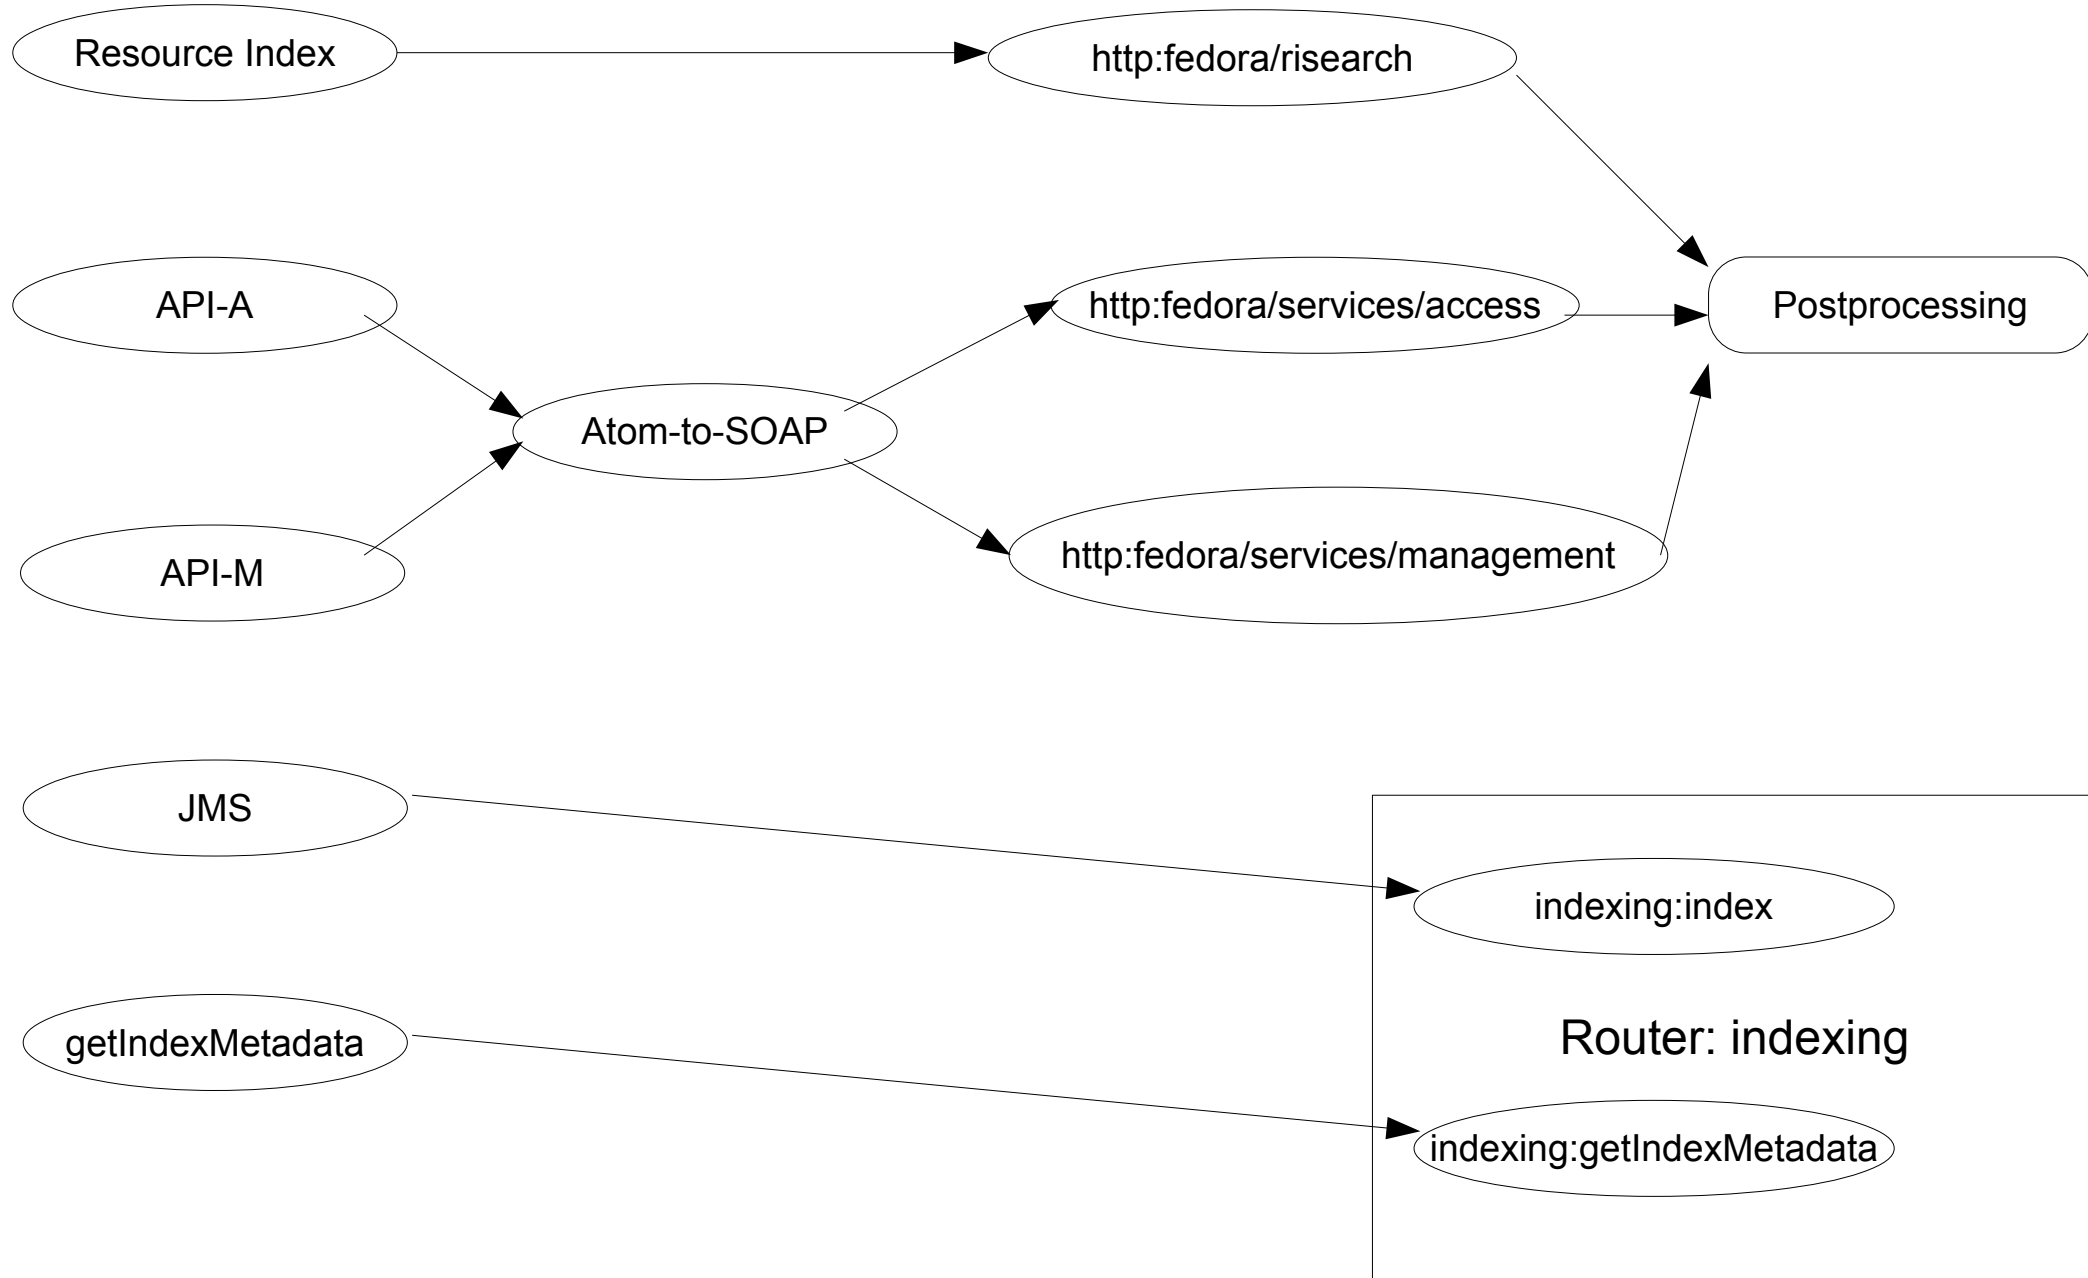 Resource Index
http:fedora/risearch
API-A
http:fedora/services/access
Postprocessing
Atom-to-SOAP
API-M
http:fedora/services/management
JMS
indexing:index
getIndexMetadata
Router: indexing
indexing:getIndexMetadata